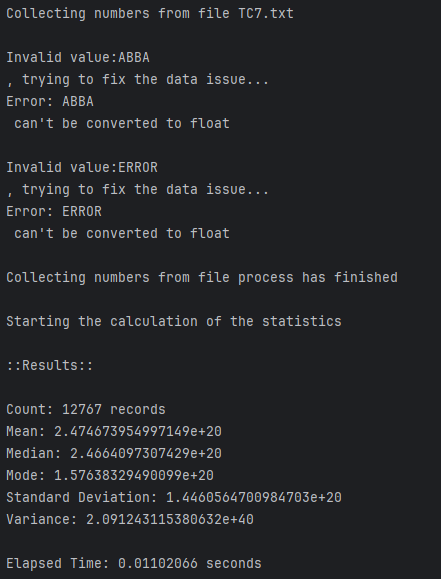 Collecting numbers from file TC7.txt
Invalid value:ABBA
, trying to fix the data issue...
Error: ABBA
can't be converted to float
Invalid value:ERROR
, trying to fix the data issue...
Error: ERROR
can't be converted to float
Collecting numbers from file process has finished
Starting the calculation of the statistics
::Results::
Count: 12767 records
Mean: 2.474673954997149e+20
Median: 2.4664097307429e+20
Mode: 1.57638329490099e+20
Standard Deviation: 1.4460564700984703e+20
Variance: 2.091243115380632e+40
Elapsed Time: 0.01102066 seconds